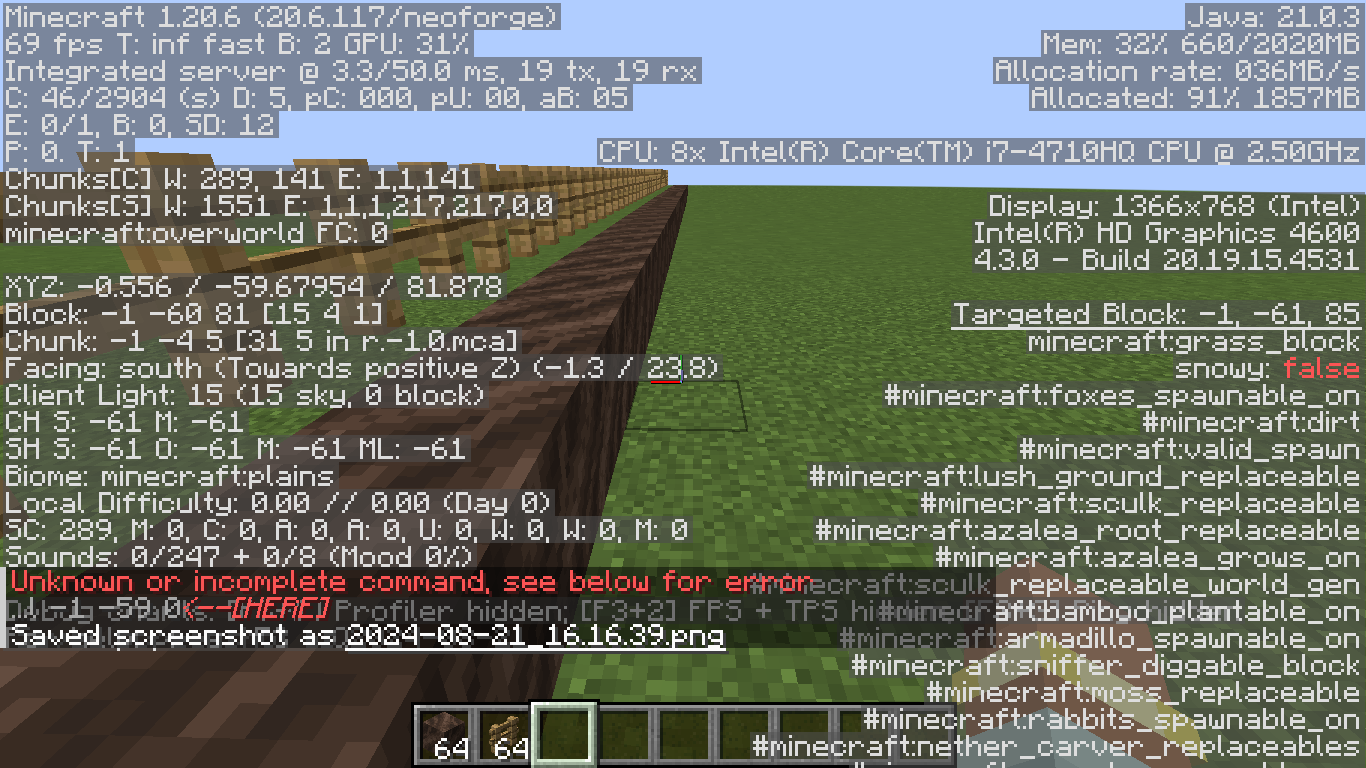 Minecraft 1.20.6 (20.6.117/neoforge)
69 fps T: inf fast B: 2 GPU: 31%
Integrated server @ 3.3/50.0 ms, 19 tx, 19 rx
C: 46/2904 (s) D: 5, pC: 000, pU: 00, aB: 05
E: 0/1, B: 0, SD: 12
P: 0. T: 1
Chunks[C] W: 289, 141 E: 1,1,141
Chunks[S] W: 1551 E: 1,1,1,217,217,0,0
minecraft:overworld FC: 0
XYZ: -0.556 / -59.67954 / 81.878
Block: -1 -60 81 [15 4 1]
Chunk: -1 -4 5 [31 5 in r.-1.0.mca]
Facing: south (Towards positive Z) (-1.3 / 23.8)
Client Light: 15 (15 sky, 0 block)
CH S: -61 M: -61
SH S: -61 O: -61 M: -61 ML: -61
Biome: minecraft:plains
Local Difficulty: 0.00 // 0.00 (Day 0)
SC: 289, M: 0, C: 0, A: 0, A: 0, U: 0, W: 0, W: 0, M: 0
Sounds: 0/247 + 0/8 (Mood 0%)
Java: 21.0.3
Mem: 32% 660/2020MB
Allocation rate: 036MB/s
Allocated: 91% 1857MB
CPU: 8x Intel(R) Core(TM) i7-4710HQ CPU @ 2.50GHz
Display: 1366x768 (Intel)
Intel(R) HD Graphics 4600
4.3.0 - Build 20.19.15.4531
Targeted Block: -1, -61, 85
minecraft:grass_block
snowy: false
#minecraft:foxes_spawnable_on
#minecraft:dirt
#minecraft:valid_spawn
#minecraft:lush_ground_replaceable
#minecraft:sculk_replaceable
#minecraft:azalea_root_replaceable
#minecraft:azalea_grows_on
#minecraft:sculk_replaceable_world_gen
#minecraft:bamboo_plantable_on
#minecraft:armadillo_spawnable_on
#minecraft:sniffer_diggable_block
#minecraft:moss_replaceable
#minecraft:rabbits_spawnable_on
#minecraft:nether_carver_replaceables
Unknown or incomplete command, see below for error
-1 -59 0<--[HERE]
Profiler hidden; [F3+2] FPS + TPS
Saved screenshot as 2024-08-21_16.16.39.png
64
64